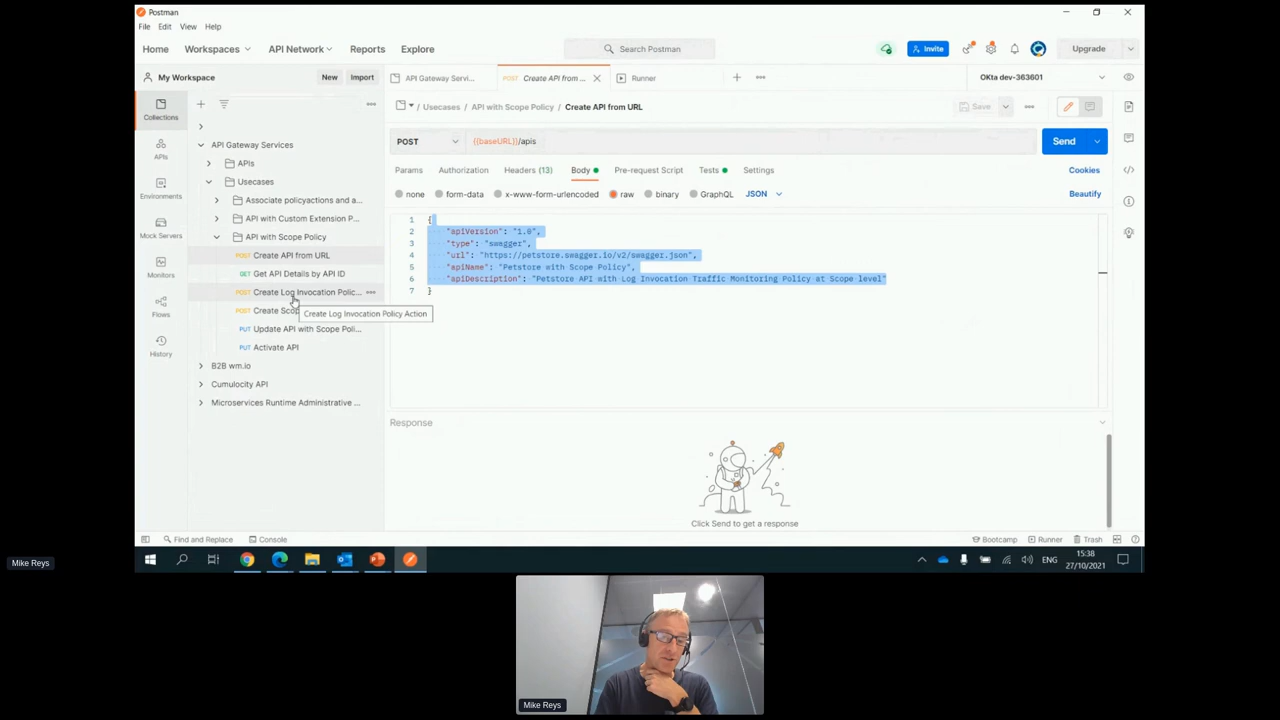 Postman
File Edit View Help
Home Workspaces API Network Reports Explore Search Postman Invite Upgrade
My Workspace New Import API Gateway Servi... POST Create API from ... Runner OKta dev-363601
Collections
APIs
Environments
Mock Servers
Monitors
Flows
History
API Gateway Services
APIs
Usecases
Associate policyactions and a...
API with Custom Extension P...
API with Scope Policy
POST Create API from URL
GET Get API Details by API ID
POST Create Log Invocation Polic...
POST Create Sco
Create Log Invocation Policy Action
PUT Update API with Scope Poli...
PUT Activate API
B2B wm.io
Cumulocity API
Microservices Runtime Administrative ...
/ Usecases / API with Scope Policy / Create API from URL Save
POST {{baseURL}}/apis Send
Params Authorization Headers (13) Body Pre-request Script Tests Settings Cookies
none form-data x-www-form-urlencoded raw binary GraphQL JSON Beautify
1 {
2 "apiVersion": "1.0",
3 "type": "swagger",
4 "url": "https://petstore.swagger.io/v2/swagger.json",
5 "apiName": "Petstore with Scope Policy",
6 "apiDescription": "Petstore API with Log Invocation Traffic Monitoring Policy at Scope level"
7 }
Response
Click Send to get a response
Find and Replace Console Bootcamp Runner Trash
ENG
15:38
27/10/2021
Mike Reys
Mike Reys